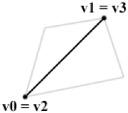 v1 = v3
v0 = v2